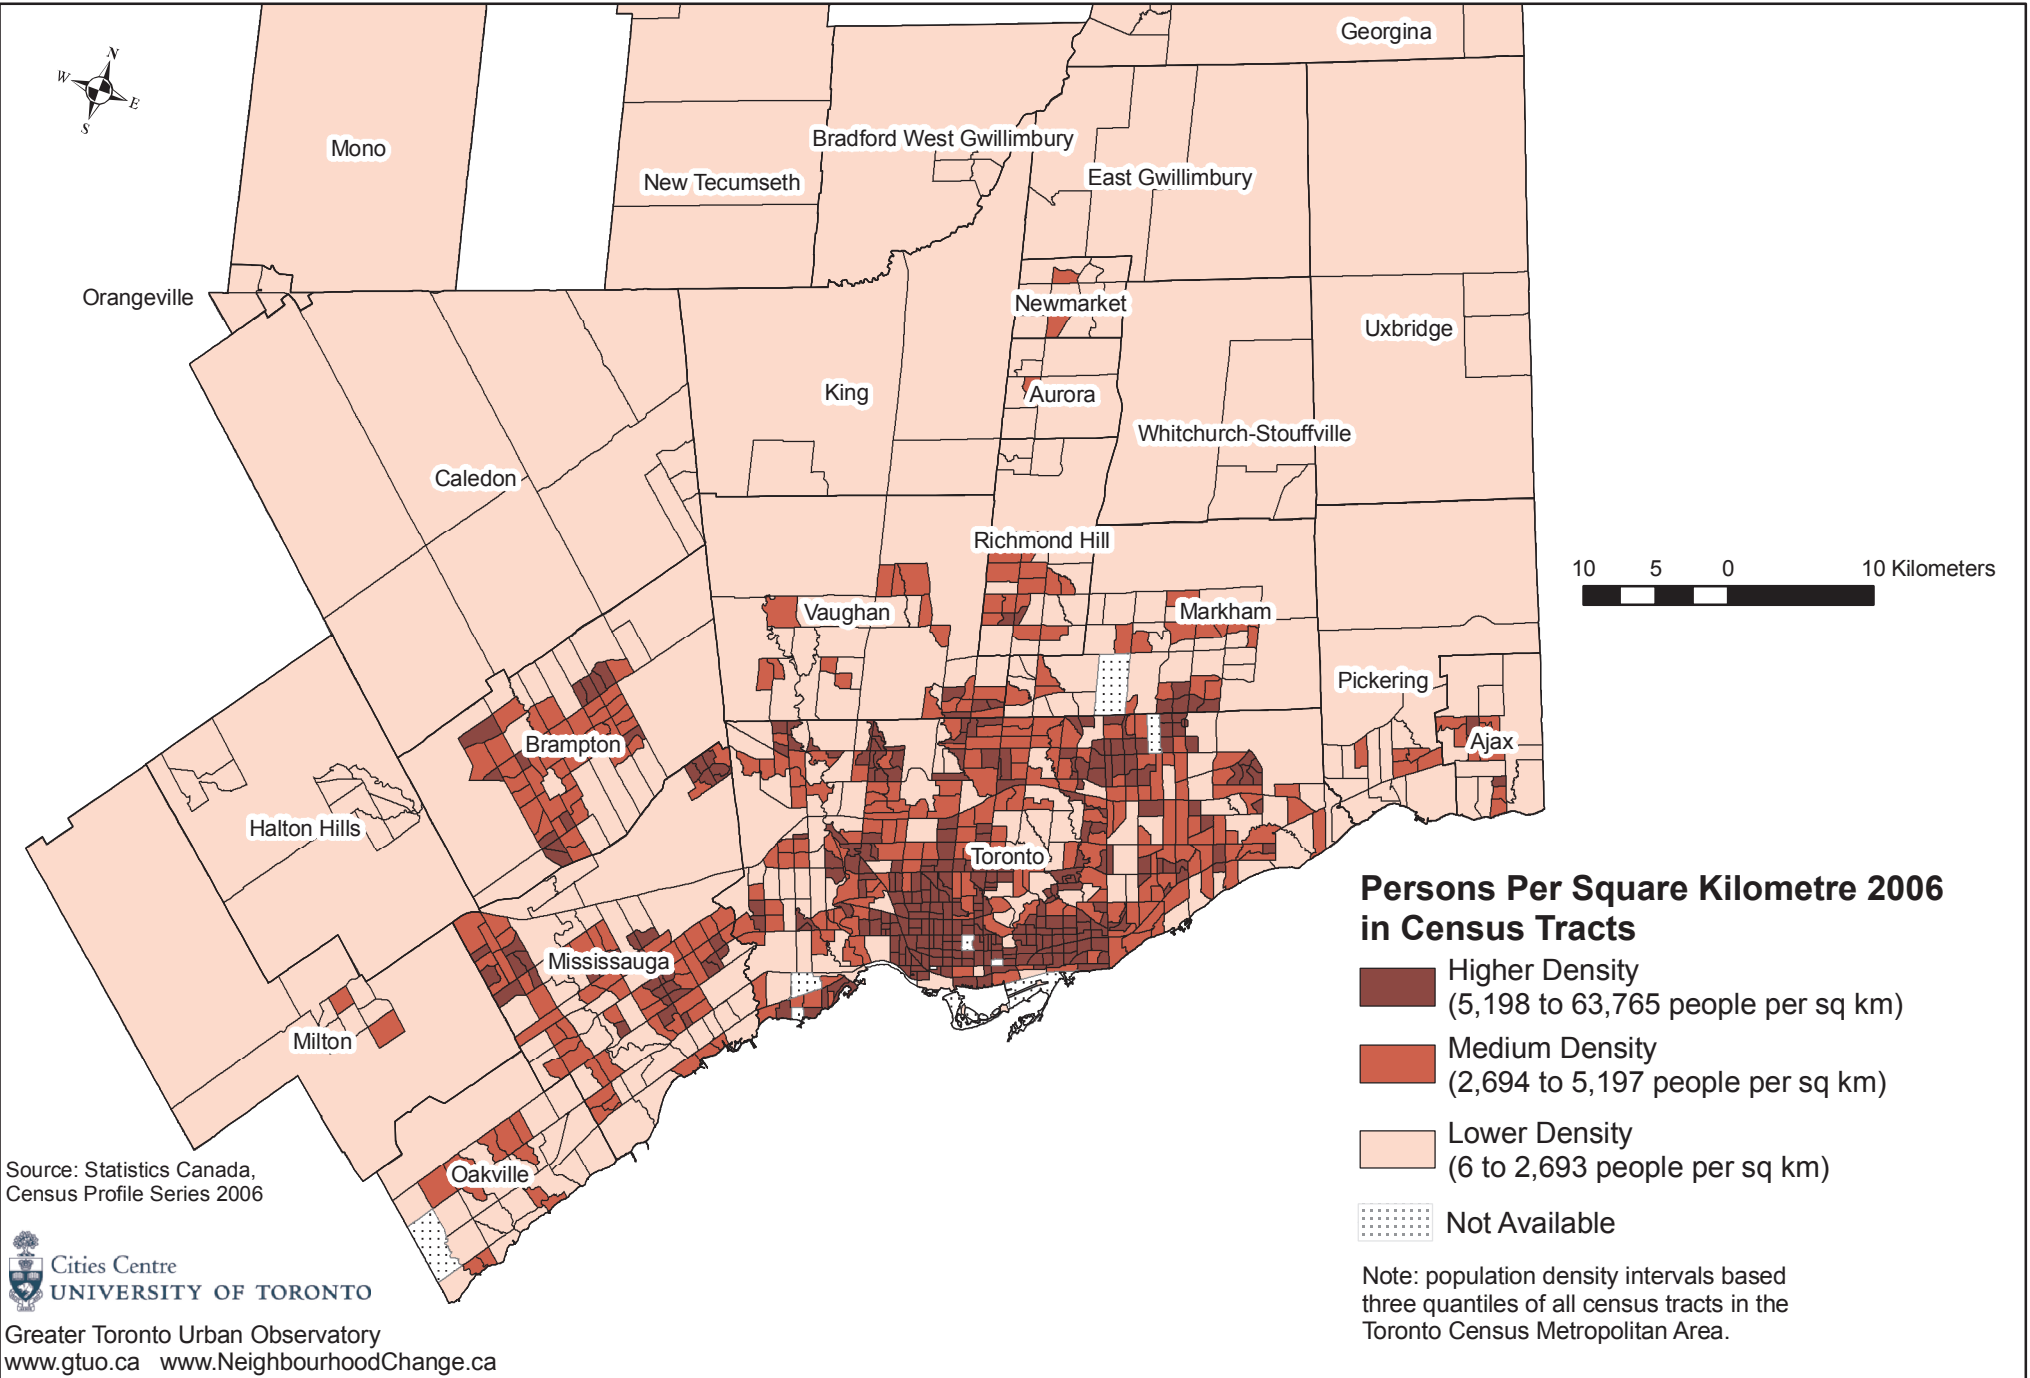 Georgina
N
W
E
S
Mono
Bradford West Gwillimbury
New Tecumseth
East Gwillimbury
Orangeville
Newmarket
Uxbridge
King
Aurora
Whitchurch-Stouffville
Caledon
Richmond Hill
10 5 0 10 Kilometers
Vaughan
Markham
Pickering
Brampton
Ajax
Halton Hills
Toronto
Mississauga
Milton
Oakville
Persons Per Square Kilometre 2006
in Census Tracts
Higher Density
(5,198 to 63,765 people per sq km)
Medium Density
(2,694 to 5,197 people per sq km)
Lower Density
(6 to 2,693 people per sq km)
Not Available
Note: population density intervals based
three quantiles of all census tracts in the
Toronto Census Metropolitan Area.
Source: Statistics Canada,
Census Profile Series 2006
Cities Centre
UNIVERSITY OF TORONTO
Greater Toronto Urban Observatory
www.gtuo.ca www.NeighbourhoodChange.ca